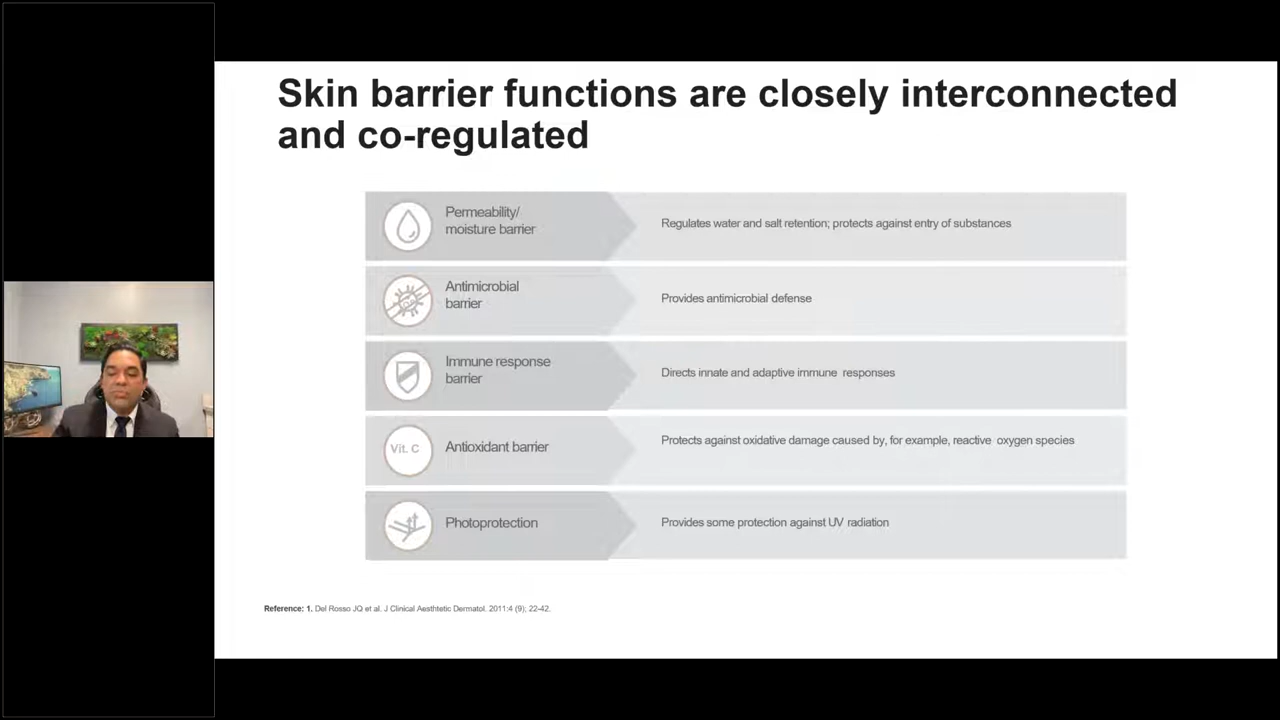 Skin barrier functions are closely interconnected
and co-regulated
Permeability/
moisture barrier
Regulates water and salt retention; protects against entry of substances
Antimicrobial
barrier
Provides antimicrobial defense
Immune response
barrier
Directs innate and adaptive immune responses
Vit. C
Antioxidant barrier
Protects against oxidative damage caused by, for example, reactive oxygen species
Photoprotection
Provides some protection against UV radiation
Reference: 1. Del Rosso JQ et al. J Clinical Aesthtetic Dermatol. 2011:4 (9); 22-42.